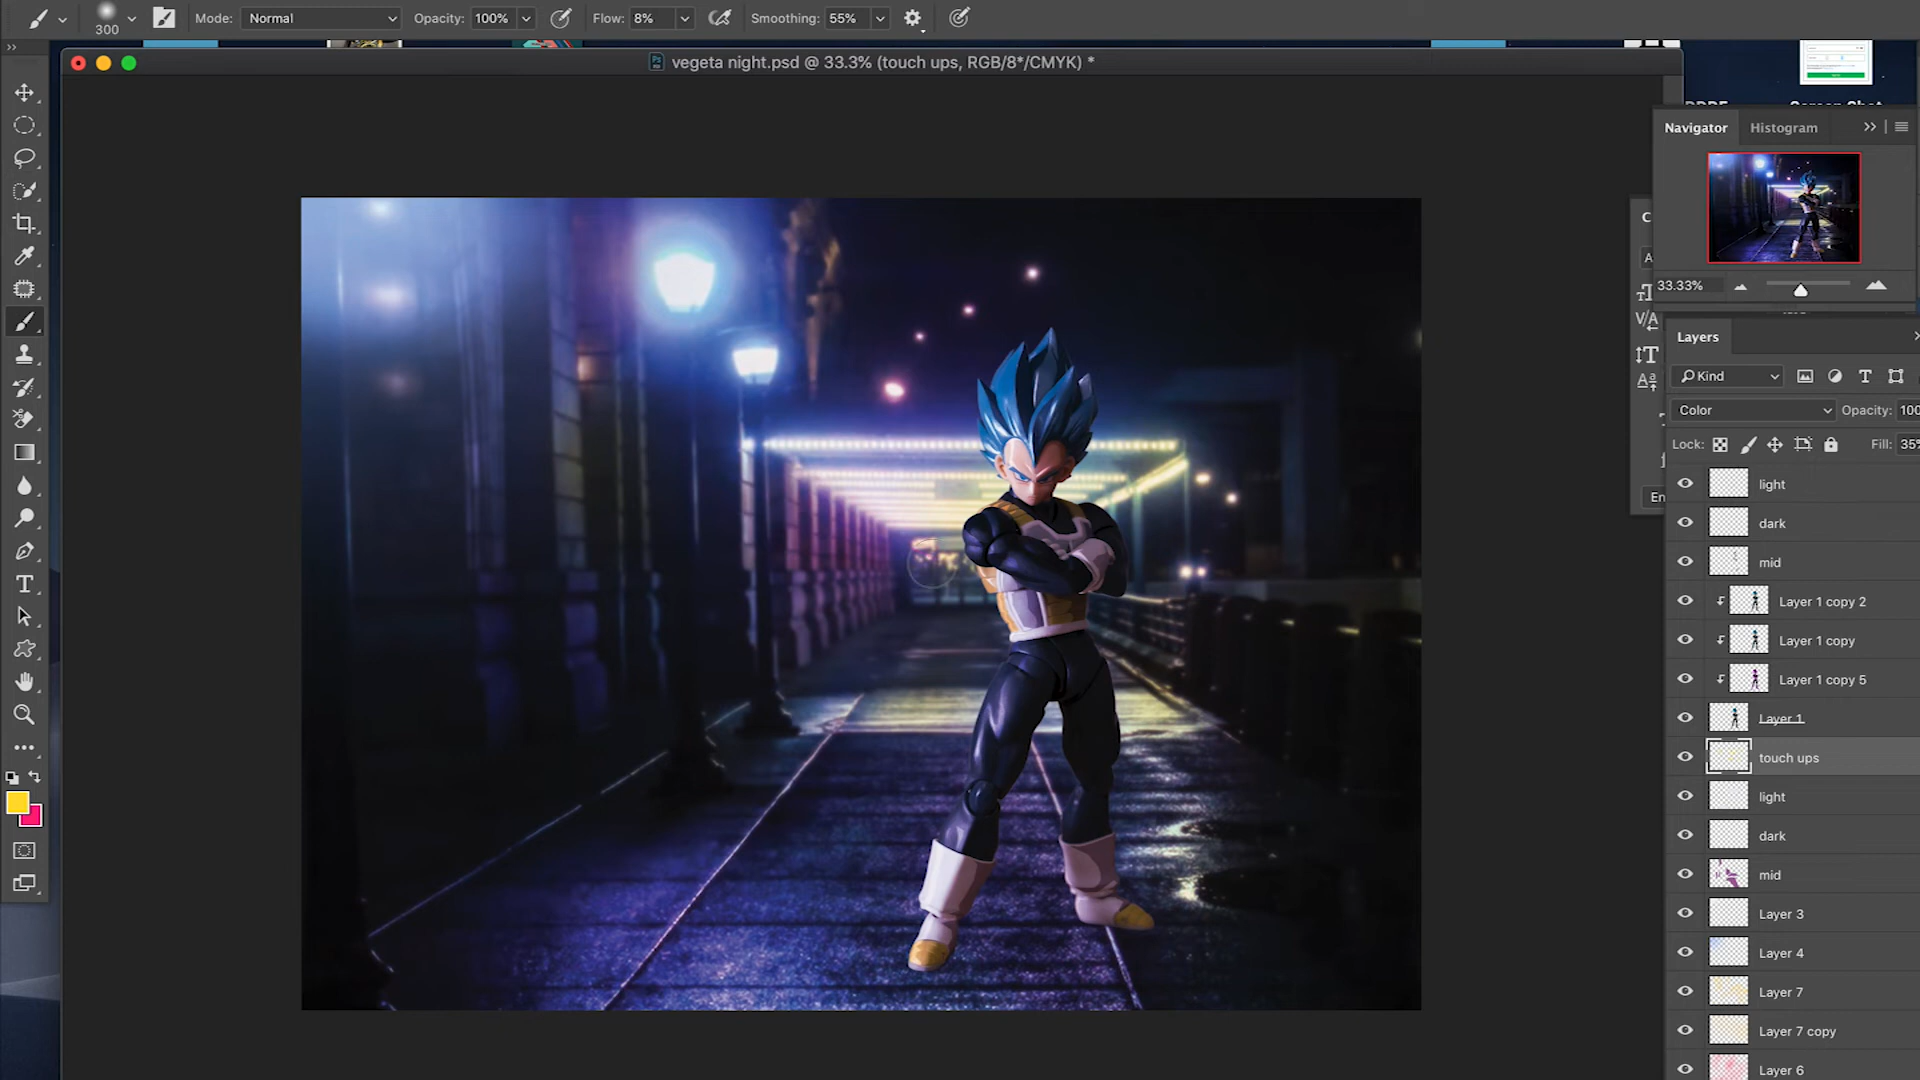 Mode: Normal Opacity: 100% Flow: 8% Smoothing: 55%
300
vegeta night.psd @ 33.3% (touch ups, RGB/8*/CMYK) *
Navigator Histogram
33.33%
Layers
Kind
Color Opacity: 100
Lock: Fill: 35%
light
dark
mid
Layer 1 copy 2
Layer 1 copy
Layer 1 copy 5
Layer 1
touch ups
light
dark
mid
Layer 3
Layer 4
Layer 7
Layer 7 copy
Layer 6